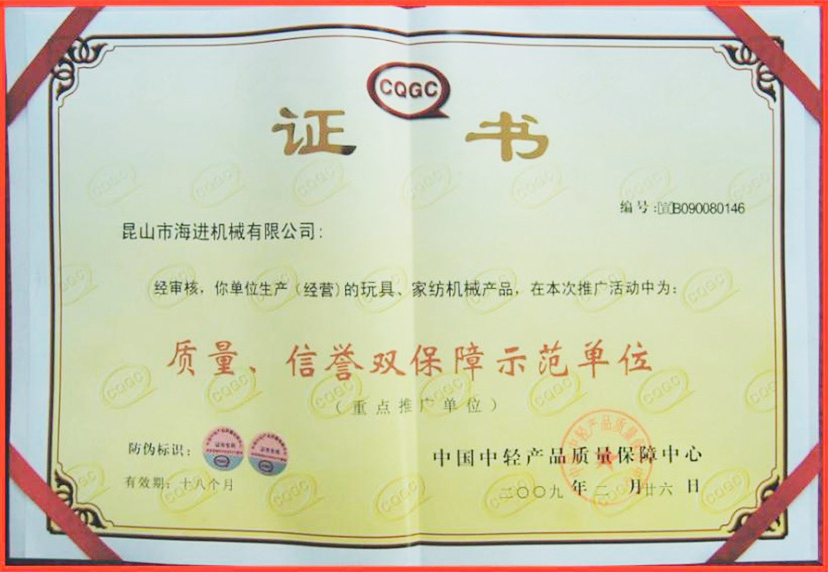 CQGC
证书
编号:B090080146
昆山市海进机械有限公司:
经审核,你单位生产(经营)的玩具、家纺机械产品,在本次推广活动中为:
质量、信誉双保障示范单位
(重点推广单位)
防伪标识:
中国中轻产品质量保障中心
有效期:十八个月
二〇〇九年二月廿六日